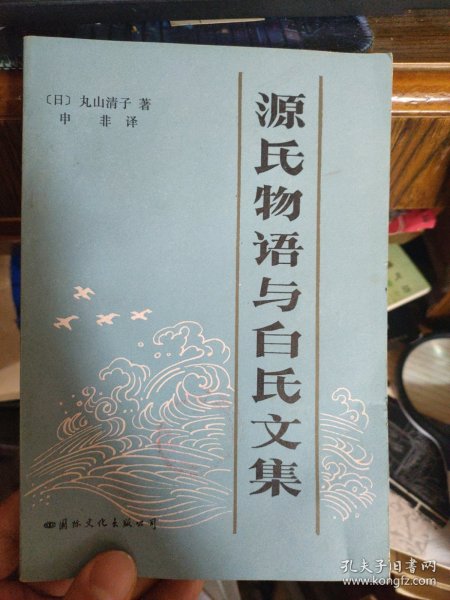 〔日〕丸山清子 著
申 非 译
源氏物语与白氏文集
国际文化出版公司
孔夫子旧书网
www.kongfz.com